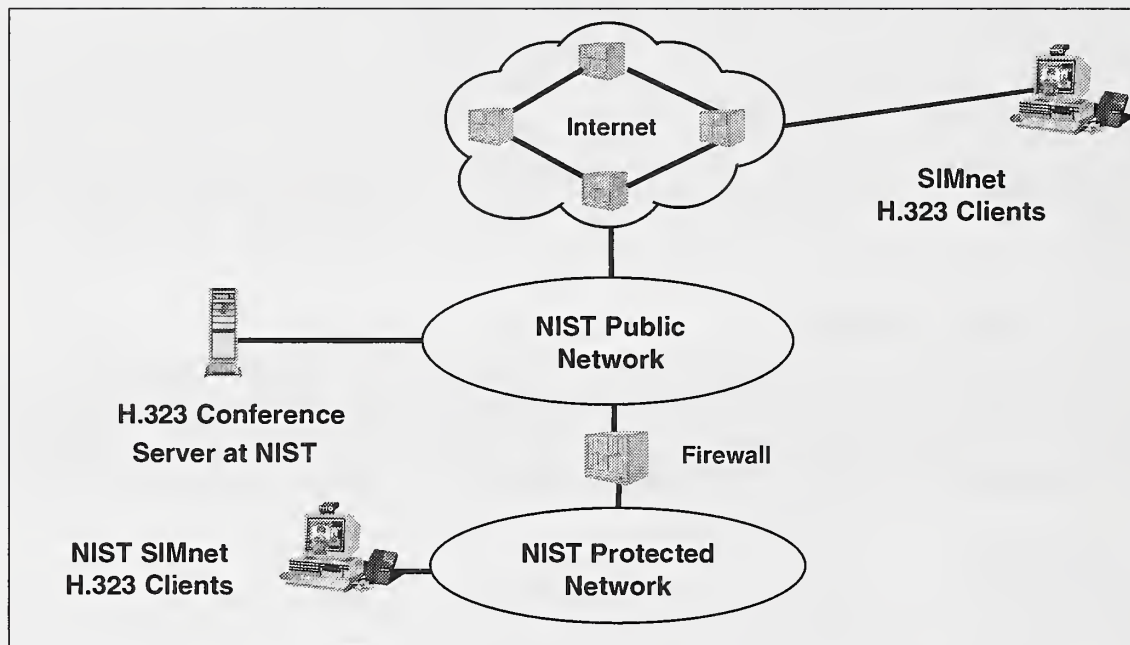 Internet
SIMnet
H.323 Clients
NIST Public
Network
H.323 Conference
Server at NIST
Firewall
NIST SIMnet
H.323 Clients
NIST Protected
Network